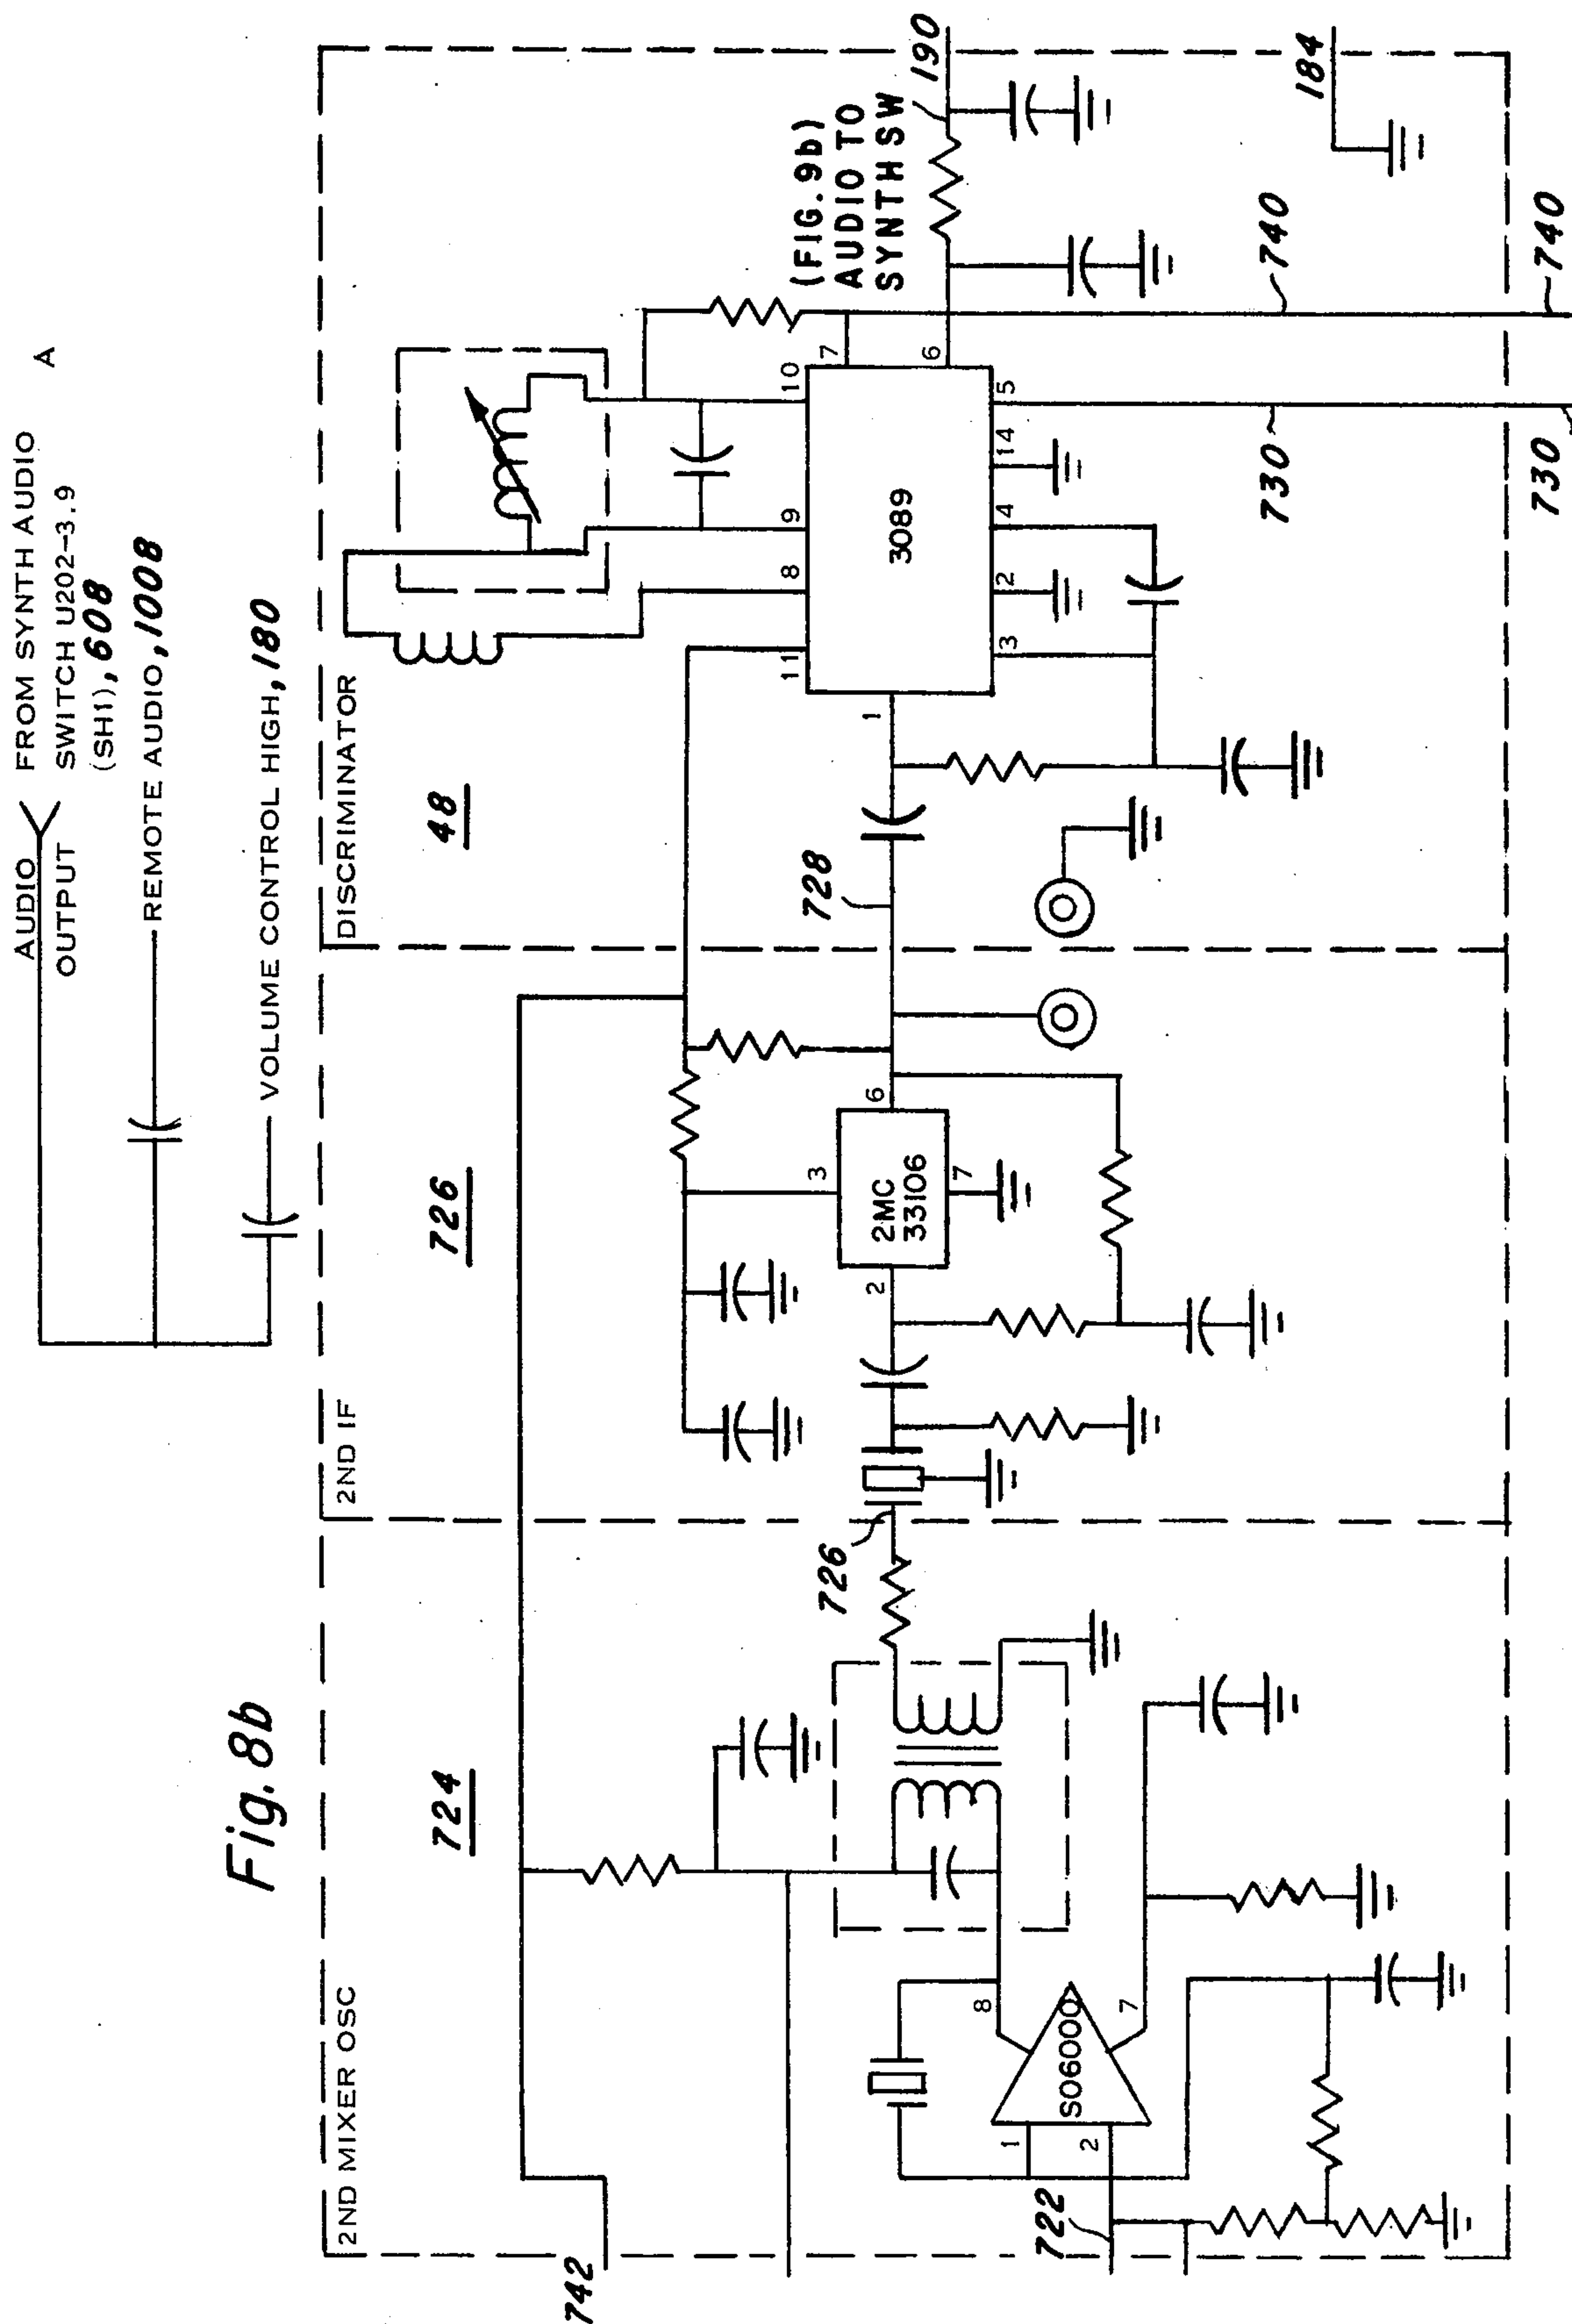 Fig. 8b
AUDIO
OUTPUT
FROM SYNTH AUDIO
SWITCH U202-3.9
(SH1), 608
A
REMOTE AUDIO, 1008
VOLUME CONTROL HIGH, 180
2ND MIXER OSC
2ND IF
DISCRIMINATOR
724
726
48
742
722
726
728
SO6000
1
2
7
8
2MC
33106
2
3
6
7
3089
1
11
8
9
10
7
6
5
14
4
2
3
(FIG. 9b)
AUDIO TO
SYNTH SW
190
184
730
730
740
740